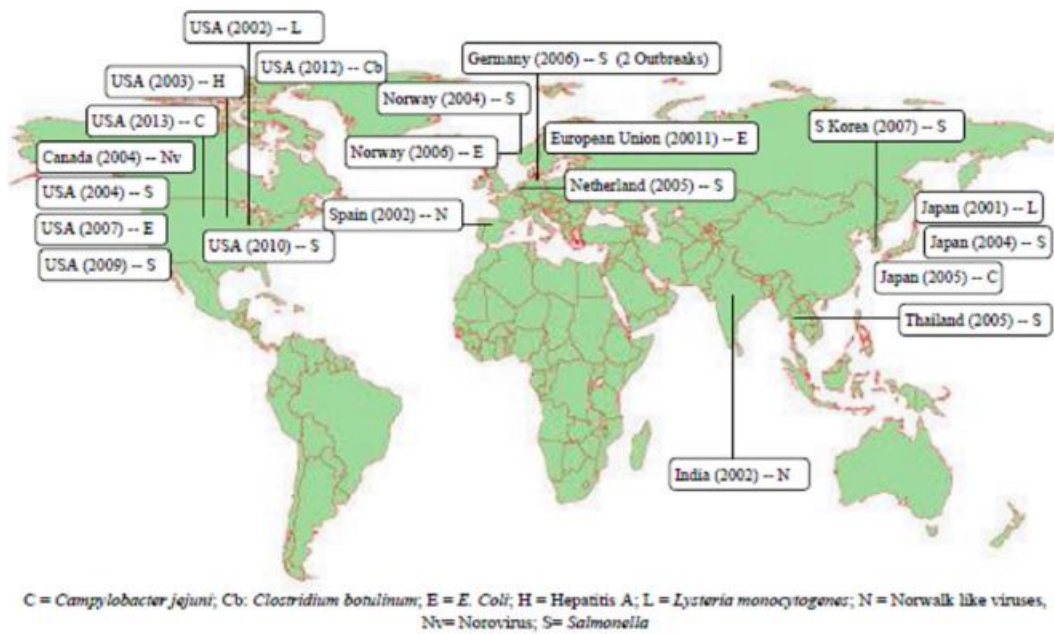 USA (2002) -- L
USA (2012) -- Cb
Germany (2006) -- S (2 Outbreaks)
USA (2003) -- H
Norway (2004) -- S
USA (2013) -- C
European Union (20011) -- E
S Korea (2007) -- S
Canada (2004) -- Nv
Norway (2006) -- E
USA (2004) -- S
Netherland (2005) -- S
Spain (2002) -- N
Japan (2001) -- L
USA (2007) -- E
USA (2010) -- S
Japan (2004) -- S
USA (2009) -- S
Japan (2005) -- C
Thailand (2005) -- S
India (2002) -- N
C = Campylobacter jejuni; Cb: Clostridium botulinum; E = E. Coli; H = Hepatitis A; L = Lysteria monocytogenes; N = Norwalk like viruses,
Nv= Norovirus; S= Salmonella